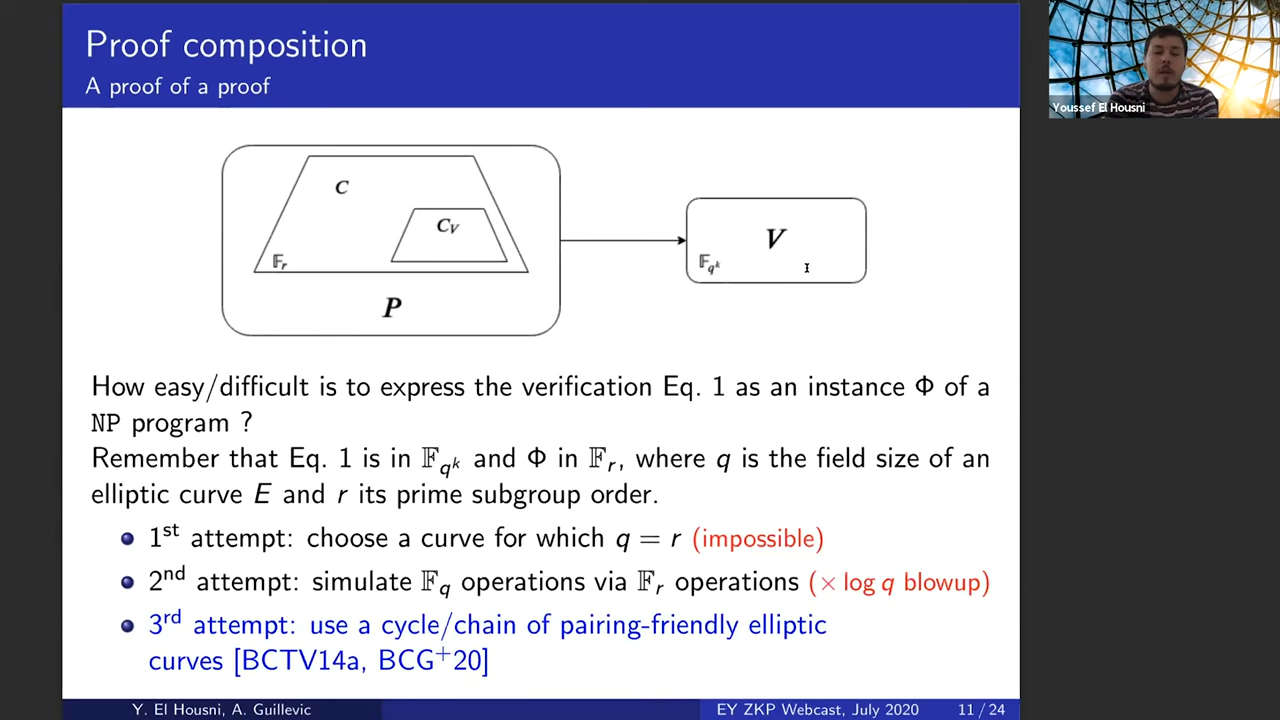 Proof composition
A proof of a proof
Youssef El Housni
C
C_V
𝔽_r
P
V
𝔽_{q^k}
How easy/difficult is to express the verification Eq. 1 as an instance Φ of a
NP program ?
Remember that Eq. 1 is in 𝔽_{q^k} and Φ in 𝔽_r, where q is the field size of an
elliptic curve E and r its prime subgroup order.
1st attempt: choose a curve for which q = r (impossible)
2nd attempt: simulate 𝔽_q operations via 𝔽_r operations (× log q blowup)
3rd attempt: use a cycle/chain of pairing-friendly elliptic
curves [BCTV14a, BCG+20]
Y. El Housni, A. Guillevic
EY ZKP Webcast, July 2020
11 / 24